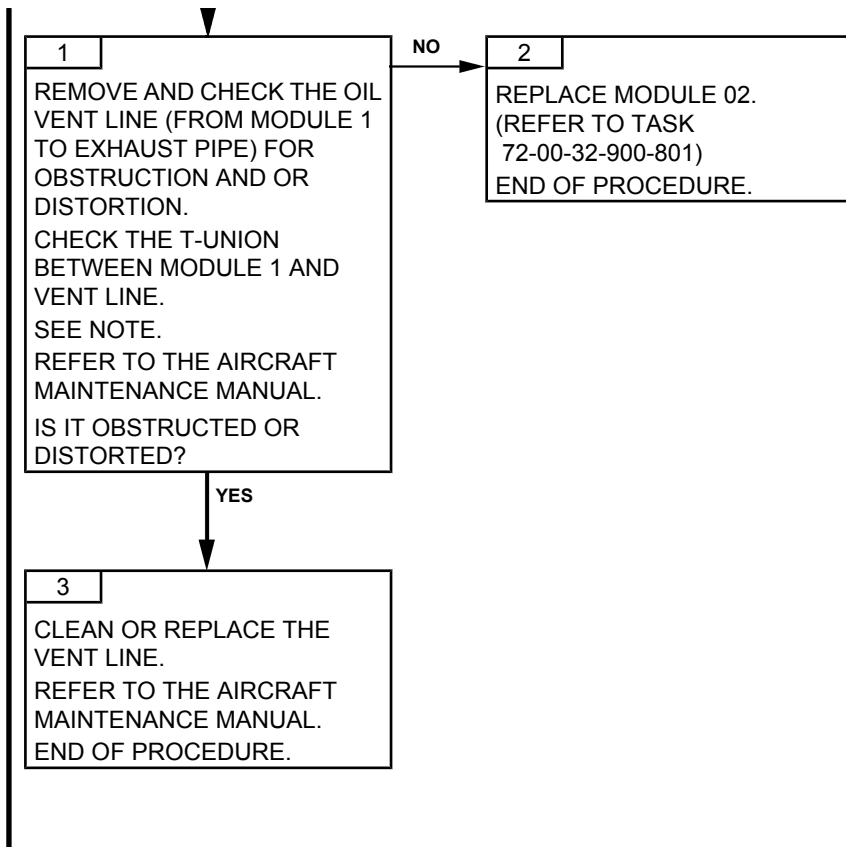 1
REMOVE AND CHECK THE OIL
VENT LINE (FROM MODULE 1
TO EXHAUST PIPE) FOR
OBSTRUCTION AND OR
DISTORTION.
CHECK THE T-UNION
BETWEEN MODULE 1 AND
VENT LINE.
SEE NOTE.
REFER TO THE AIRCRAFT
MAINTENANCE MANUAL.
IS IT OBSTRUCTED OR
DISTORTED?
NO
2
REPLACE MODULE 02.
(REFER TO TASK
72-00-32-900-801)
END OF PROCEDURE.
YES
3
CLEAN OR REPLACE THE
VENT LINE.
REFER TO THE AIRCRAFT
MAINTENANCE MANUAL.
END OF PROCEDURE.